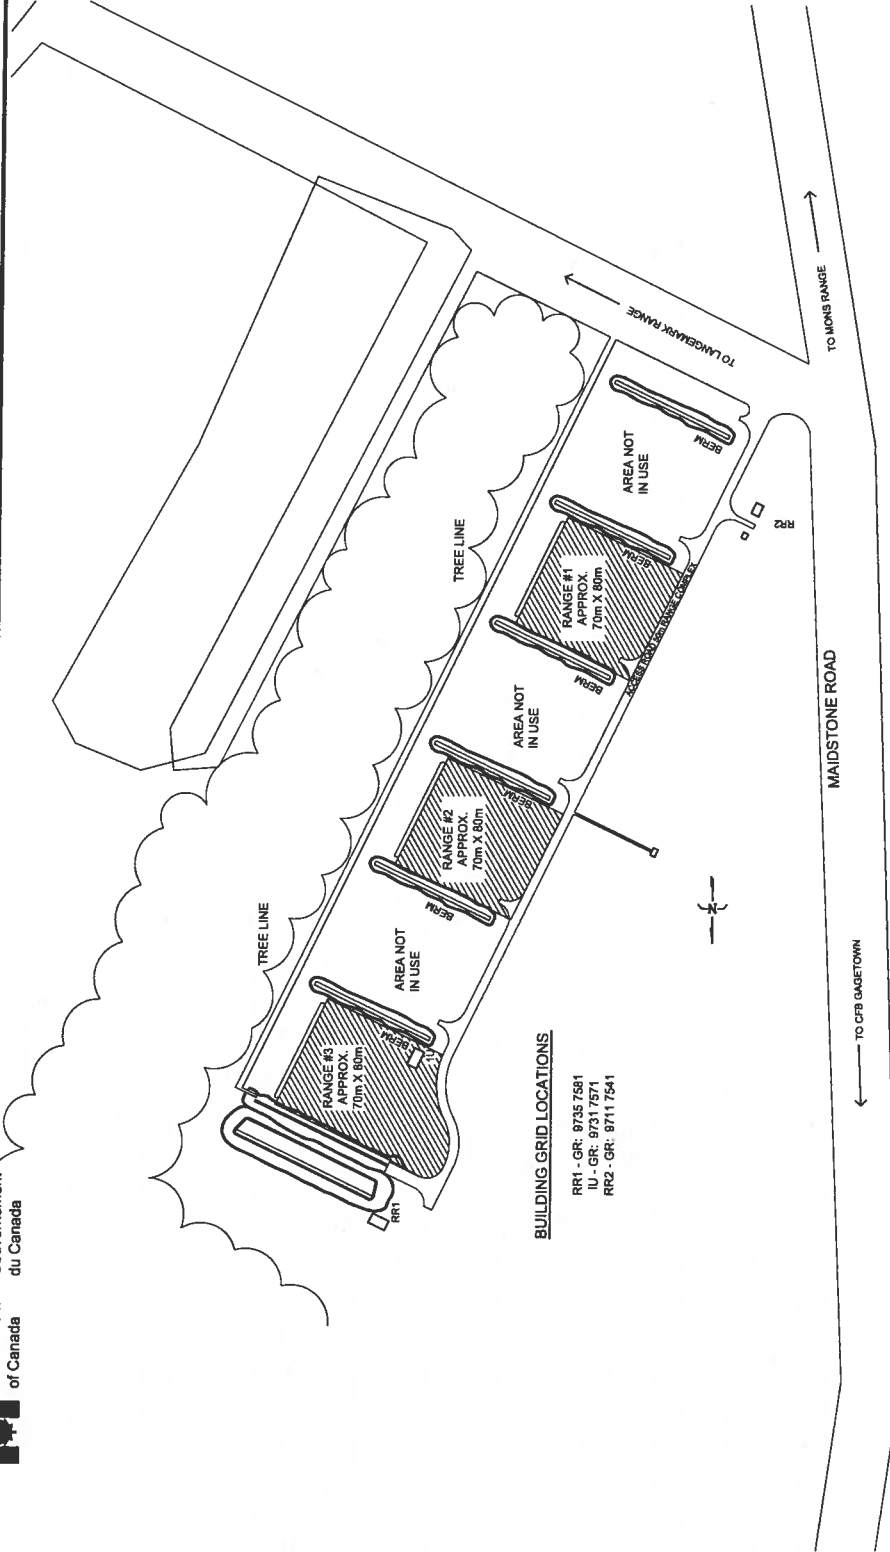 of Canada
du Canada
TREE LINE
TREE LINE
RANGE #3
APPROX.
70m X 80m
BERM
IU
RR1
AREA NOT
IN USE
BERM
RANGE #2
APPROX.
70m X 80m
BERM
AREA NOT
IN USE
BERM
RANGE #1
APPROX.
70m X 80m
BERM
AREA NOT
IN USE
BERM
TO LANGEMARK RANGE
RR2
N
BUILDING GRID LOCATIONS
RR1 - GR: 9735 7581
IU - GR: 9731 7571
RR2 - GR: 9711 7541
TO CFB GAGETOWN
MAIDSTONE ROAD
TO MONS RANGE